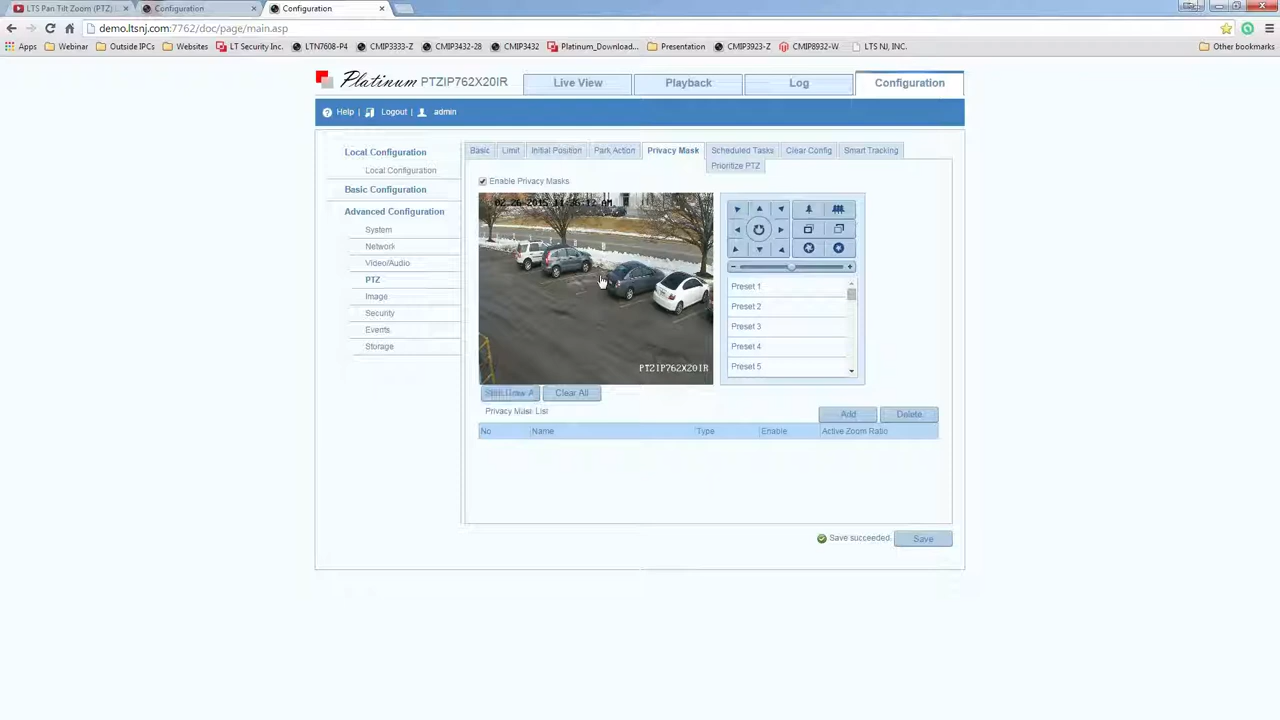 LTS Pan Tilt Zoom (PTZ)
Configuration
Configuration
demo.ltsnj.com:7762/doc/page/main.asp
Apps
Webinar
Outside IPCs
Websites
LT Security Inc.
LTN7608-P4
CMIP3333-Z
CMIP3432-28
CMIP3432
Platinum_Download...
Presentation
CMIP3923-Z
CMIP8932-W
LTS NJ, INC.
Other bookmarks
Platinum PTZIP762X20IR
Live View
Playback
Log
Configuration
Help | Logout | admin
Local Configuration
Local Configuration
Basic Configuration
Advanced Configuration
System
Network
Video/Audio
PTZ
Image
Security
Events
Storage
Basic
Limit
Initial Position
Park Action
Privacy Mask
Scheduled Tasks
Clear Config
Smart Tracking
Prioritize PTZ
Enable Privacy Masks
PTZIP762X20IR
Preset 1
Preset 2
Preset 3
Preset 4
Preset 5
Clear All
Privacy Mask List
Add
Delete
No
Name
Type
Enable
Active Zoom Ratio
Save succeeded.
Save